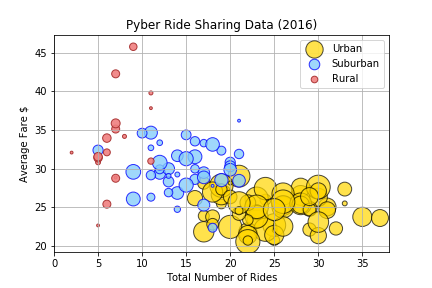 Pyber Ride Sharing Data (2016)
Urban
Suburban
Rural
45
40
35
30
25
20
Average Fare $
0
5
10
15
20
25
30
35
Total Number of Rides